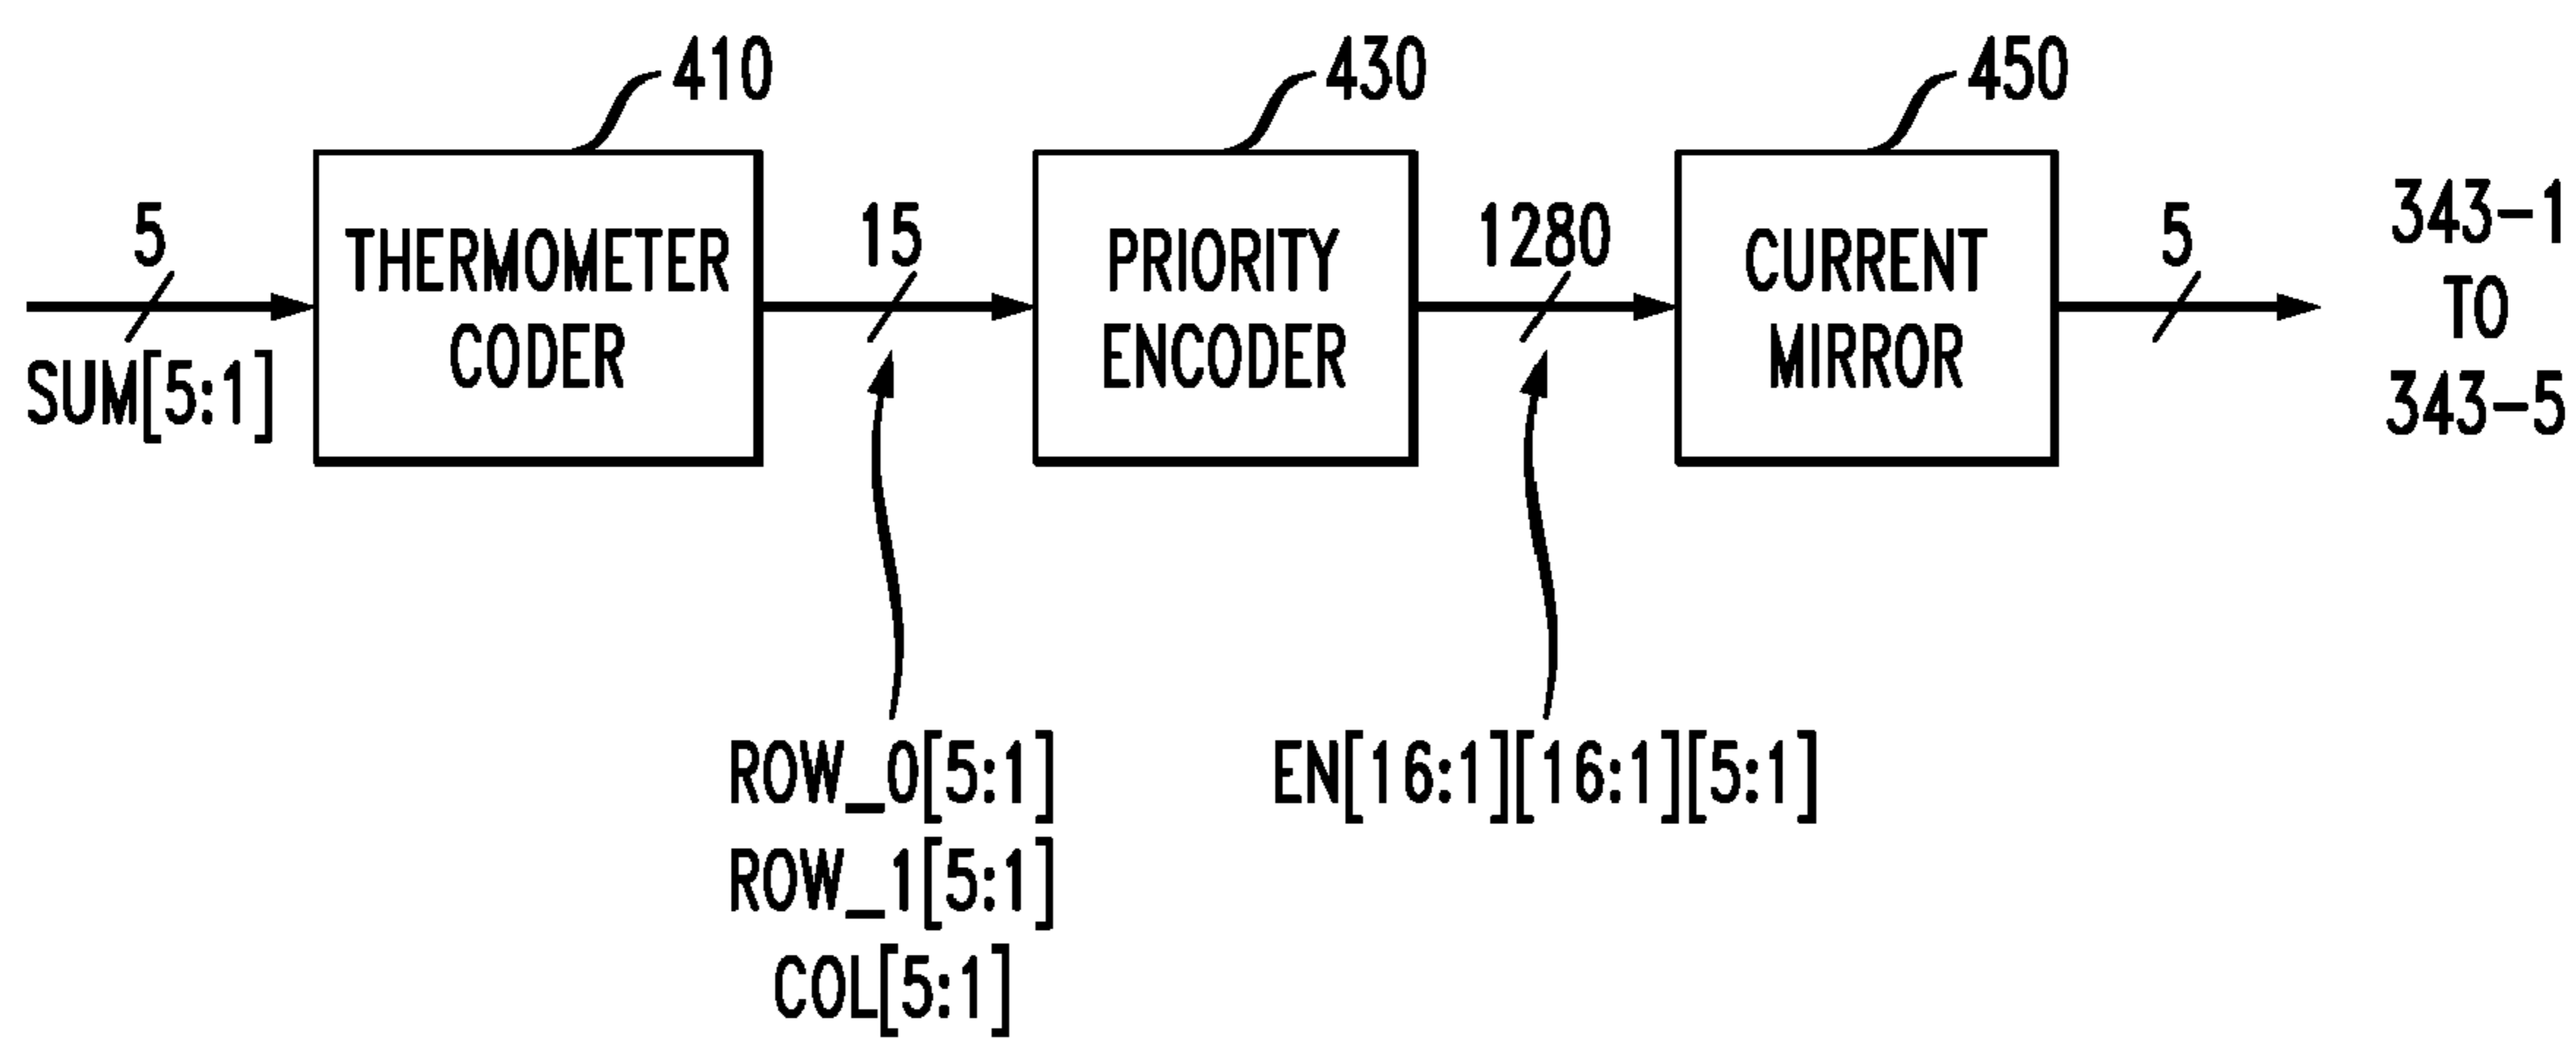 410
430
450
5
15
1280
5
THERMOMETER
CODER
PRIORITY
ENCODER
CURRENT
MIRROR
343-1
TO
343-5
SUM[5:1]
ROW_0[5:1]
ROW_1[5:1]
COL[5:1]
EN[16:1][16:1][5:1]